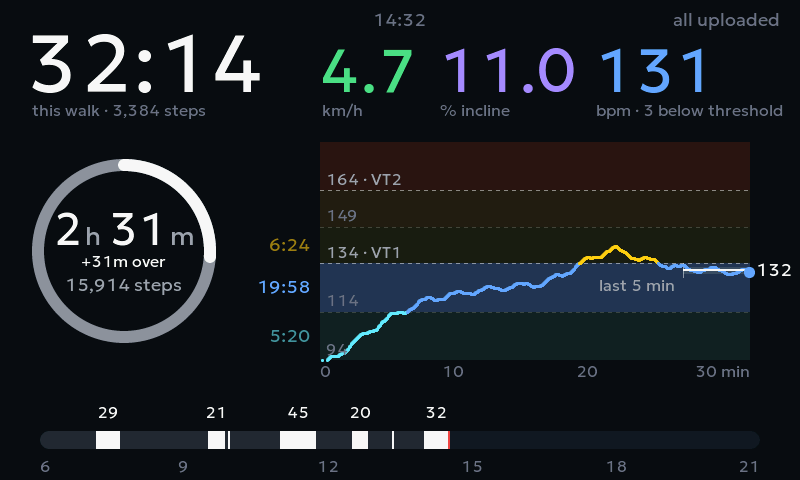 14:32
all uploaded
32:14
4.7
11.0
131
this walk · 3,384 steps
km/h
% incline
bpm · 3 below threshold
164 · VT2
149
134 · VT1
114
94
2h 31m
+31m over
15,914 steps
6:24
19:58
5:20
last 5 min
132
0
10
20
30 min
29
21
45
20
32
6
9
12
15
18
21